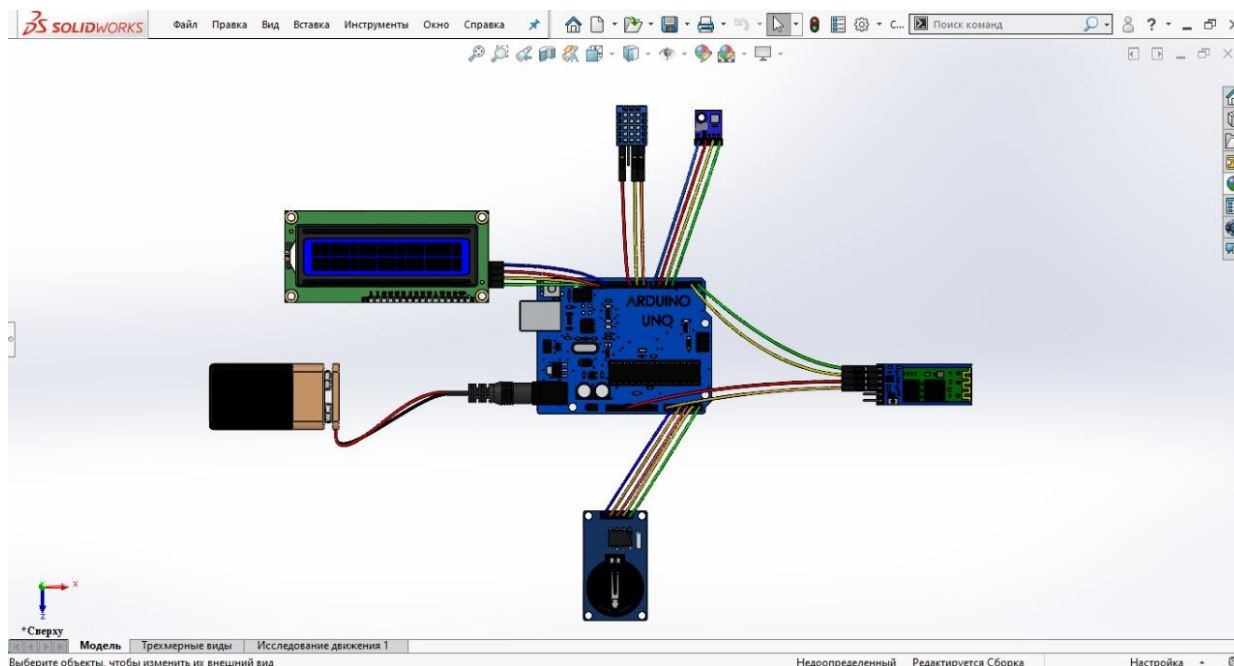 SOLIDWORKS Файл Правка Вид Вставка Инструменты Окно Справка С... Поиск команд
ARDUINO
UNO
x
z
*Сверху
Модель Трехмерные виды Исследование движения 1
Выберите объекты, чтобы изменить их внешний вид Недоопределенный Редактируется Сборка Настройка